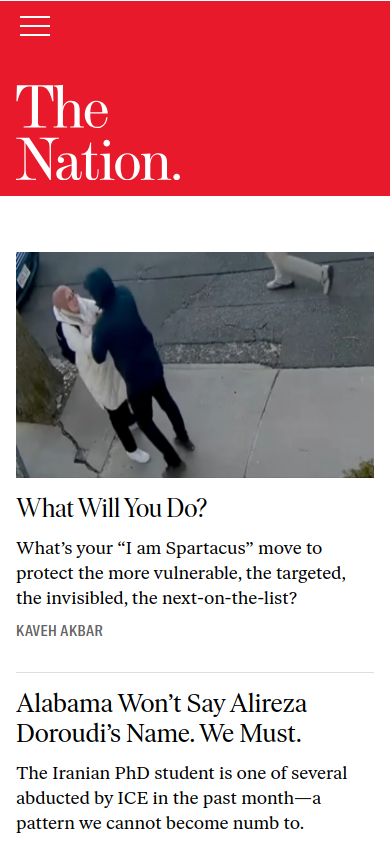 The
Nation.
What Will You Do?
What’s your “I am Spartacus” move to
protect the more vulnerable, the targeted,
the invisibled, the next-on-the-list?
KAVEH AKBAR
Alabama Won’t Say Alireza
Doroudi’s Name. We Must.
The Iranian PhD student is one of several
abducted by ICE in the past month—a
pattern we cannot become numb to.